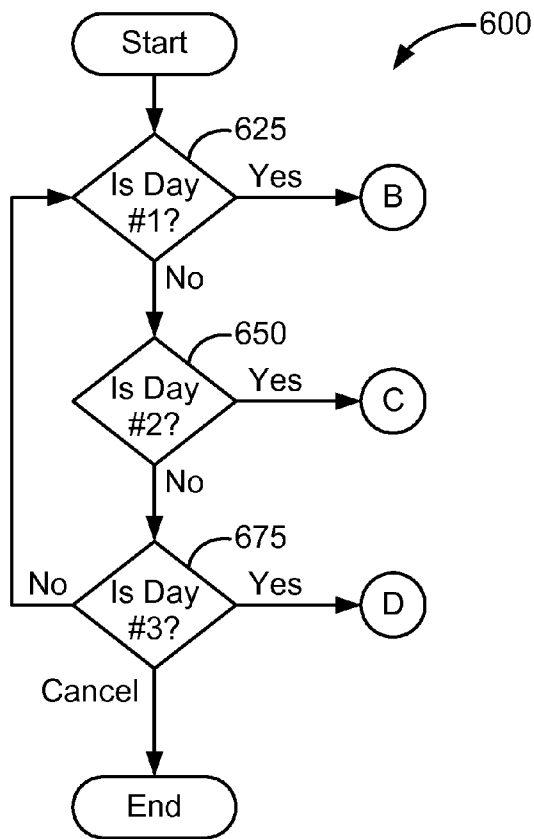 Start
600
625
Is Day
#1?
Yes
B
No
650
Is Day
#2?
Yes
C
No
675
Is Day
#3?
No
Yes
D
Cancel
End